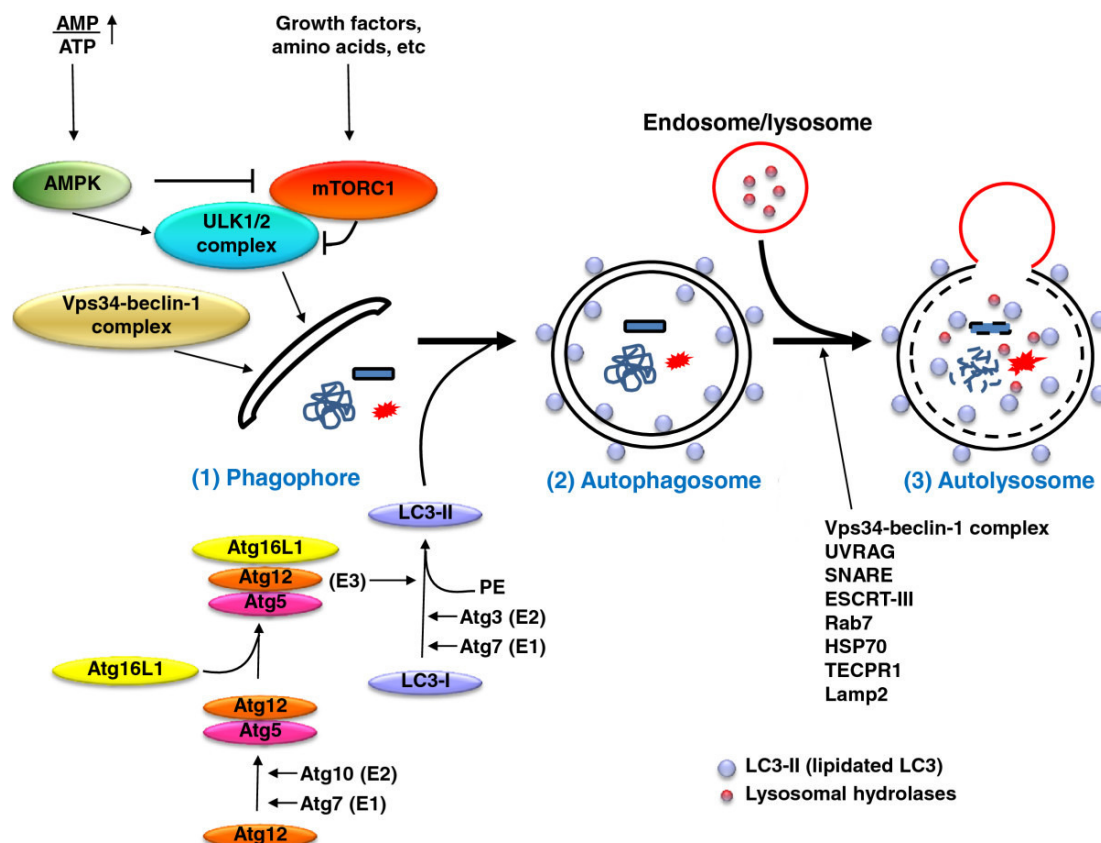 AMP
ATP
Growth factors,
amino acids, etc
AMPK
mTORC1
ULK1/2
complex
Vps34-beclin-1
complex
Endosome/lysosome
(1) Phagophore
(2) Autophagosome
(3) Autolysosome
LC3-II
Atg16L1
Atg12
(E3)
Atg5
PE
Atg3 (E2)
Atg7 (E1)
Atg16L1
LC3-I
Atg12
Atg5
Atg10 (E2)
Atg7 (E1)
Atg12
Vps34-beclin-1 complex
UVRAG
SNARE
ESCRT-III
Rab7
HSP70
TECPR1
Lamp2
LC3-II (lipidated LC3)
Lysosomal hydrolases